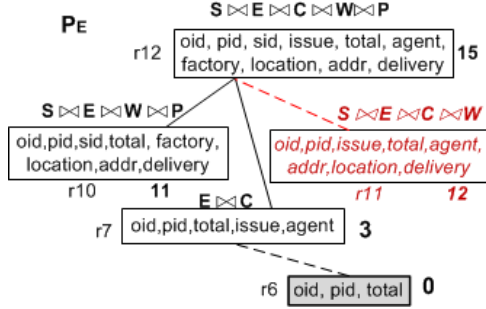 S⋈E⋈C⋈W⋈P
PE
r12
oid, pid, sid, issue, total, agent,
factory, location, addr, delivery
15
S⋈E⋈W⋈P
oid,pid,sid,total, factory,
location,addr,delivery
r10
11
S⋈E⋈C⋈W
oid,pid,issue,total,agent,
addr,location,delivery
r11
12
E⋈C
r7
oid,pid,total,issue,agent
3
r6
oid, pid, total
0